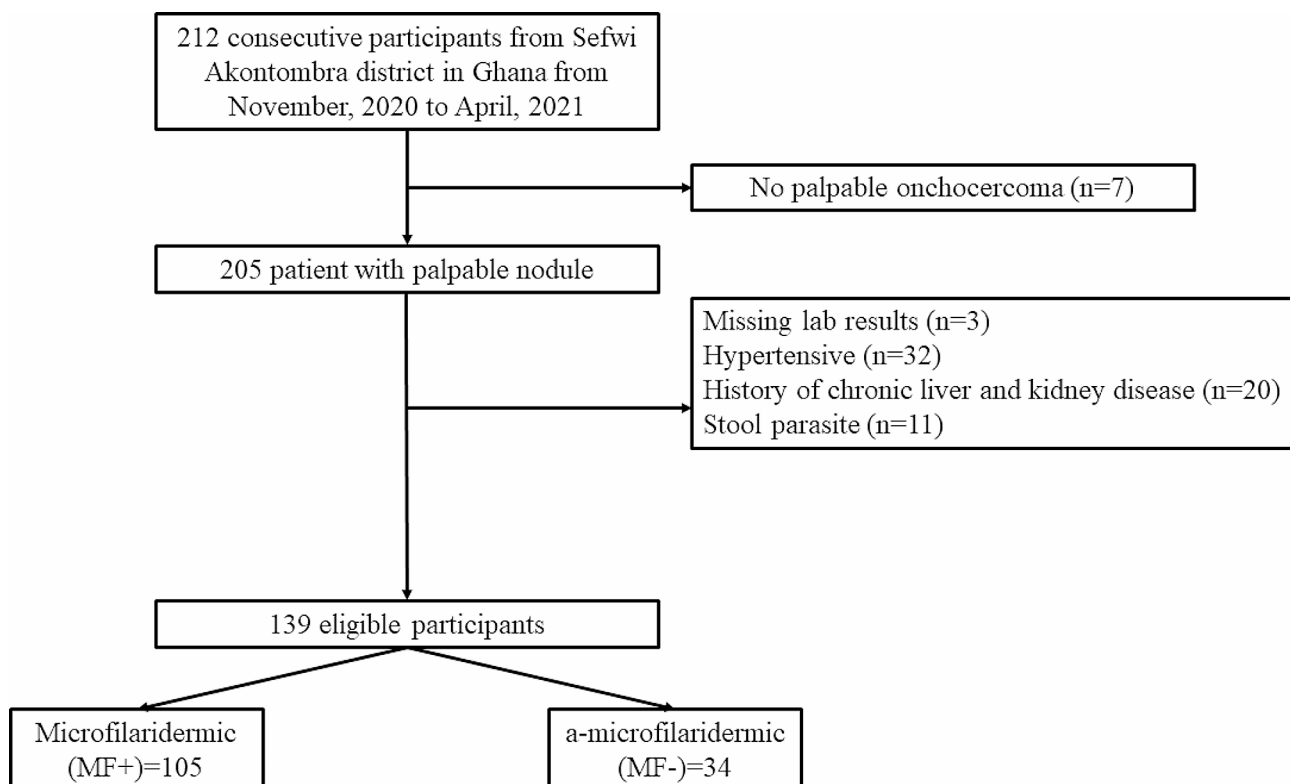 212 consecutive participants from Sefwi
Akontombra district in Ghana from
November, 2020 to April, 2021
No palpable onchocercoma (n=7)
205 patient with palpable nodule
Missing lab results (n=3)
Hypertensive (n=32)
History of chronic liver and kidney disease (n=20)
Stool parasite (n=11)
139 eligible participants
Microfilaridermic
(MF+)=105
a-microfilaridermic
(MF-)=34